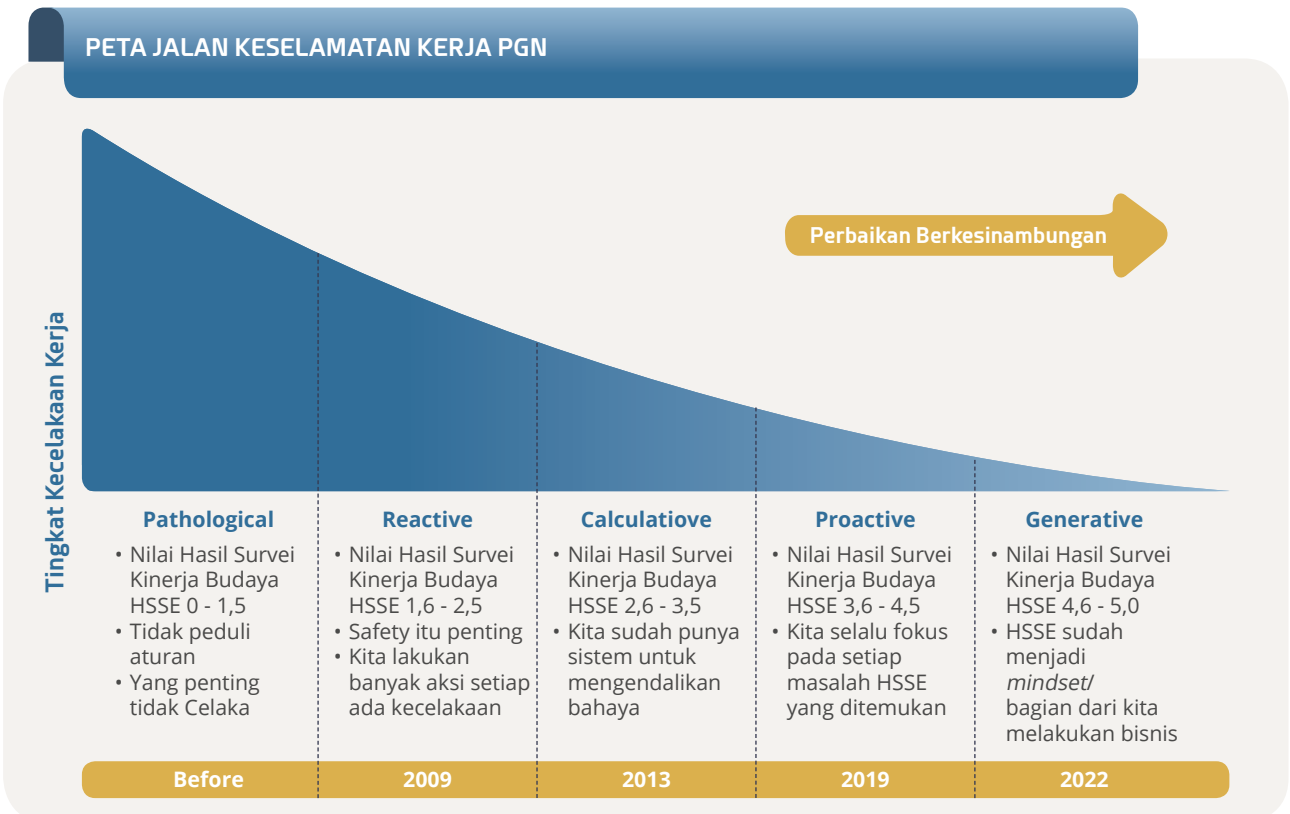 PETA JALAN KESELAMATAN KERJA PGN
Perbaikan Berkesinambungan
Tingkat Kecelakaan Kerja
Pathological
• Nilai Hasil Survei
Kinerja Budaya
HSSE 0 - 1,5
• Tidak peduli
aturan
• Yang penting
tidak Celaka
Reactive
• Nilai Hasil Survei
Kinerja Budaya
HSSE 1,6 - 2,5
• Safety itu penting
• Kita lakukan
banyak aksi setiap
ada kecelakaan
Calculatiove
• Nilai Hasil Survei
Kinerja Budaya
HSSE 2,6 - 3,5
• Kita sudah punya
sistem untuk
mengendalikan
bahaya
Proactive
• Nilai Hasil Survei
Kinerja Budaya
HSSE 3,6 - 4,5
• Kita selalu fokus
pada setiap
masalah HSSE
yang ditemukan
Generative
• Nilai Hasil Survei
Kinerja Budaya
HSSE 4,6 - 5,0
• HSSE sudah
menjadi
mindset/
bagian dari kita
melakukan bisnis
Before
2009
2013
2019
2022